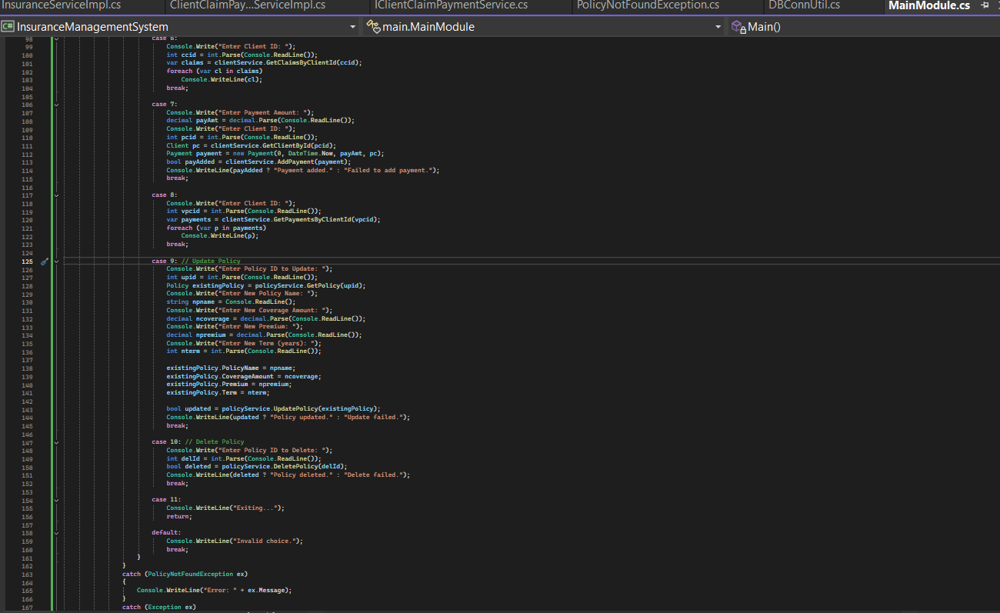 InsuranceServiceImpl.cs ClientClaimPay...ServiceImpl.cs IClientClaimPaymentService.cs PolicyNotFoundException.cs DBConnUtil.cs MainModule.cs
C# InsuranceManagementSystem main.MainModule Main()
98 case 6:
99 Console.Write("Enter Client ID: ");
100 int ccid = int.Parse(Console.ReadLine());
101 var claims = clientService.GetClaimsByClientId(ccid);
102 foreach (var cl in claims)
103 Console.WriteLine(cl);
104 break;
105
106 case 7:
107 Console.Write("Enter Payment Amount: ");
108 decimal payAmt = decimal.Parse(Console.ReadLine());
109 Console.Write("Enter Client ID: ");
110 int pcid = int.Parse(Console.ReadLine());
111 Client pc = clientService.GetClientById(pcid);
112 Payment payment = new Payment(0, DateTime.Now, payAmt, pc);
113 bool payAdded = clientService.AddPayment(payment);
114 Console.WriteLine(payAdded ? "Payment added." : "Failed to add payment.");
115 break;
116
117 case 8:
118 Console.Write("Enter Client ID: ");
119 int vpcid = int.Parse(Console.ReadLine());
120 var payments = clientService.GetPaymentsByClientId(vpcid);
121 foreach (var p in payments)
122 Console.WriteLine(p);
123 break;
124
125 case 9: // Update Policy
126 Console.Write("Enter Policy ID to Update: ");
127 int upid = int.Parse(Console.ReadLine());
128 Policy existingPolicy = policyService.GetPolicy(upid);
129 Console.Write("Enter New Policy Name: ");
130 string npname = Console.ReadLine();
131 Console.Write("Enter New Coverage Amount: ");
132 decimal ncoverage = decimal.Parse(Console.ReadLine());
133 Console.Write("Enter New Premium: ");
134 decimal npremium = decimal.Parse(Console.ReadLine());
135 Console.Write("Enter New Term (years): ");
136 int nterm = int.Parse(Console.ReadLine());
137
138 existingPolicy.PolicyName = npname;
139 existingPolicy.CoverageAmount = ncoverage;
140 existingPolicy.Premium = npremium;
141 existingPolicy.Term = nterm;
142
143 bool updated = policyService.UpdatePolicy(existingPolicy);
144 Console.WriteLine(updated ? "Policy updated." : "Update failed.");
145 break;
146
147 case 10: // Delete Policy
148 Console.Write("Enter Policy ID to Delete: ");
149 int delId = int.Parse(Console.ReadLine());
150 bool deleted = policyService.DeletePolicy(delId);
151 Console.WriteLine(deleted ? "Policy deleted." : "Delete failed.");
152 break;
153
154 case 11:
155 Console.WriteLine("Exiting...");
156 return;
157
158 default:
159 Console.WriteLine("Invalid choice.");
160 break;
161 }
162 }
163 catch (PolicyNotFoundException ex)
164 {
165 Console.WriteLine("Error: " + ex.Message);
166 }
167 catch (Exception ex)